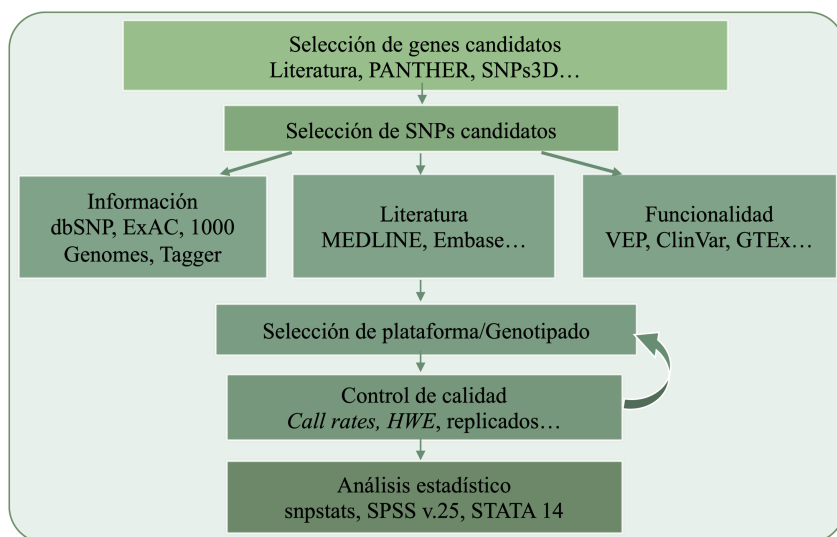 Selección de genes candidatos
Literatura, PANTHER, SNPs3D…
Selección de SNPs candidatos
Información
dbSNP, ExAC, 1000
Genomes, Tagger
Literatura
MEDLINE, Embase…
Funcionalidad
VEP, ClinVar, GTEx…
Selección de plataforma/Genotipado
Control de calidad
Call rates, HWE, replicados…
Análisis estadístico
snpstats, SPSS v.25, STATA 14